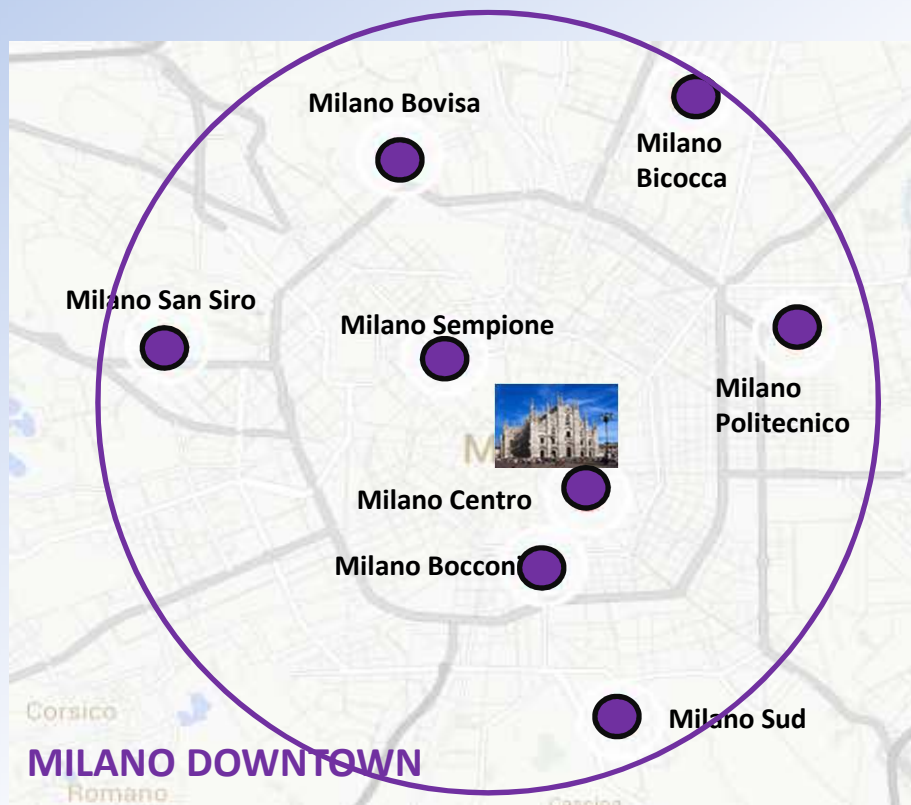 Milano Bovisa
Milano
Bicocca
Milano San Siro
Milano Sempione
Milano
Politecnico
M
Milano Centro
Milano Bocconi
Corsico
Milano Sud
MILANO DOWNTOWN
Romano